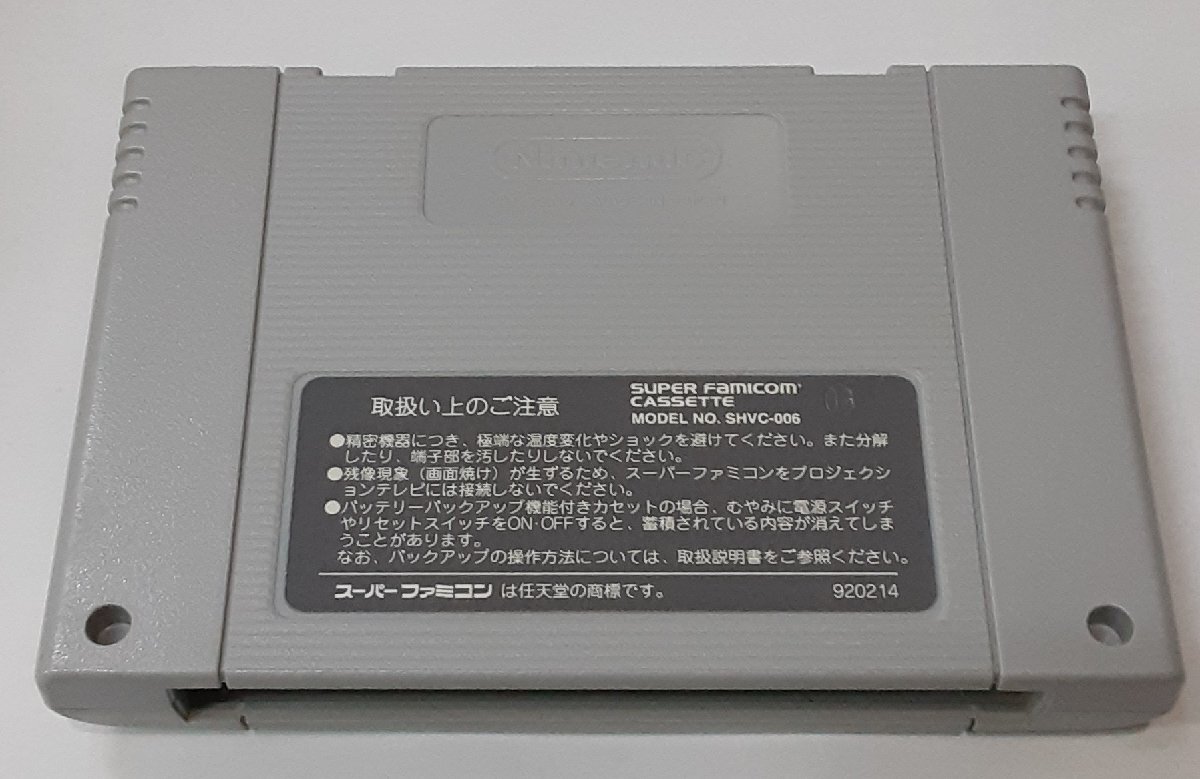 Nintendo
取扱い上のご注意
SUPER FAMICOM
CASSETTE
MODEL NO. SHVC-006
03
●精密機器につき、極端な温度変化やショックを避けてください。また分解
したり、端子部を汚したりしないでください。
●残像現象(画面焼け)が生ずるため、スーパーファミコンをプロジェクシ
ョンテレビには接続しないでください。
●バッテリーバックアップ機能付きカセットの場合、むやみに電源スイッチ
やリセットスイッチをON・OFFすると、蓄積されている内容が消えてしま
うことがあります。
なお、バックアップの操作方法については、取扱説明書をご参照ください。
スーパーファミコン は任天堂の商標です。
920214